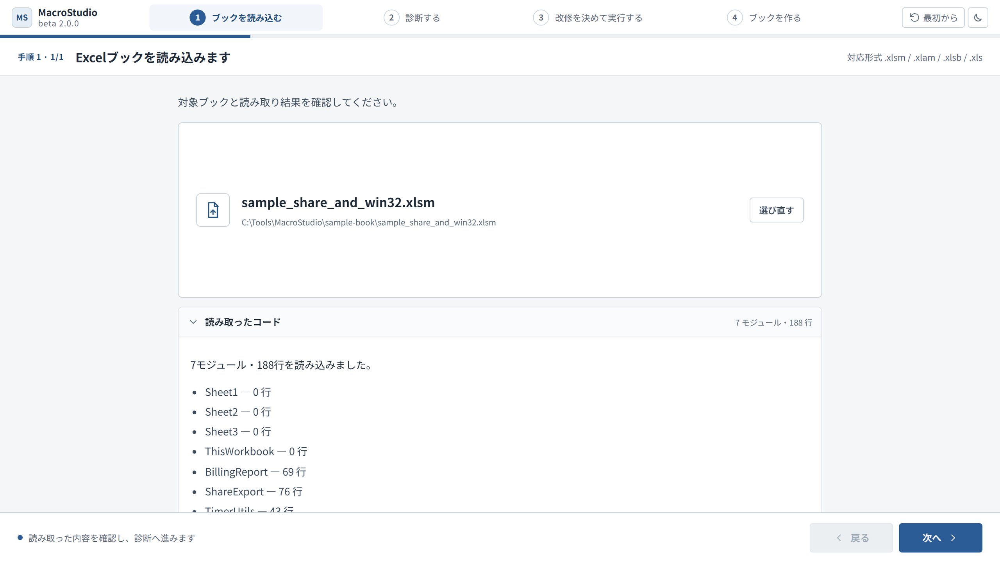 MS
MacroStudio
beta 2.0.0
1 ブックを読み込む
2 診断する
3 改修を決めて実行する
4 ブックを作る
最初から
手順 1・1/1
Excelブックを読み込みます
対応形式 .xlsm / .xlam / .xlsb / .xls
対象ブックと読み取り結果を確認してください。
sample_share_and_win32.xlsm
C:\Tools\MacroStudio\sample-book\sample_share_and_win32.xlsm
選び直す
読み取ったコード
7 モジュール・188 行
7モジュール・188行を読み込みました。
Sheet1 — 0 行
Sheet2 — 0 行
Sheet3 — 0 行
ThisWorkbook — 0 行
BillingReport — 69 行
ShareExport — 76 行
TimerUtils — 43 行
読み取った内容を確認し、診断へ進みます
戻る
次へ